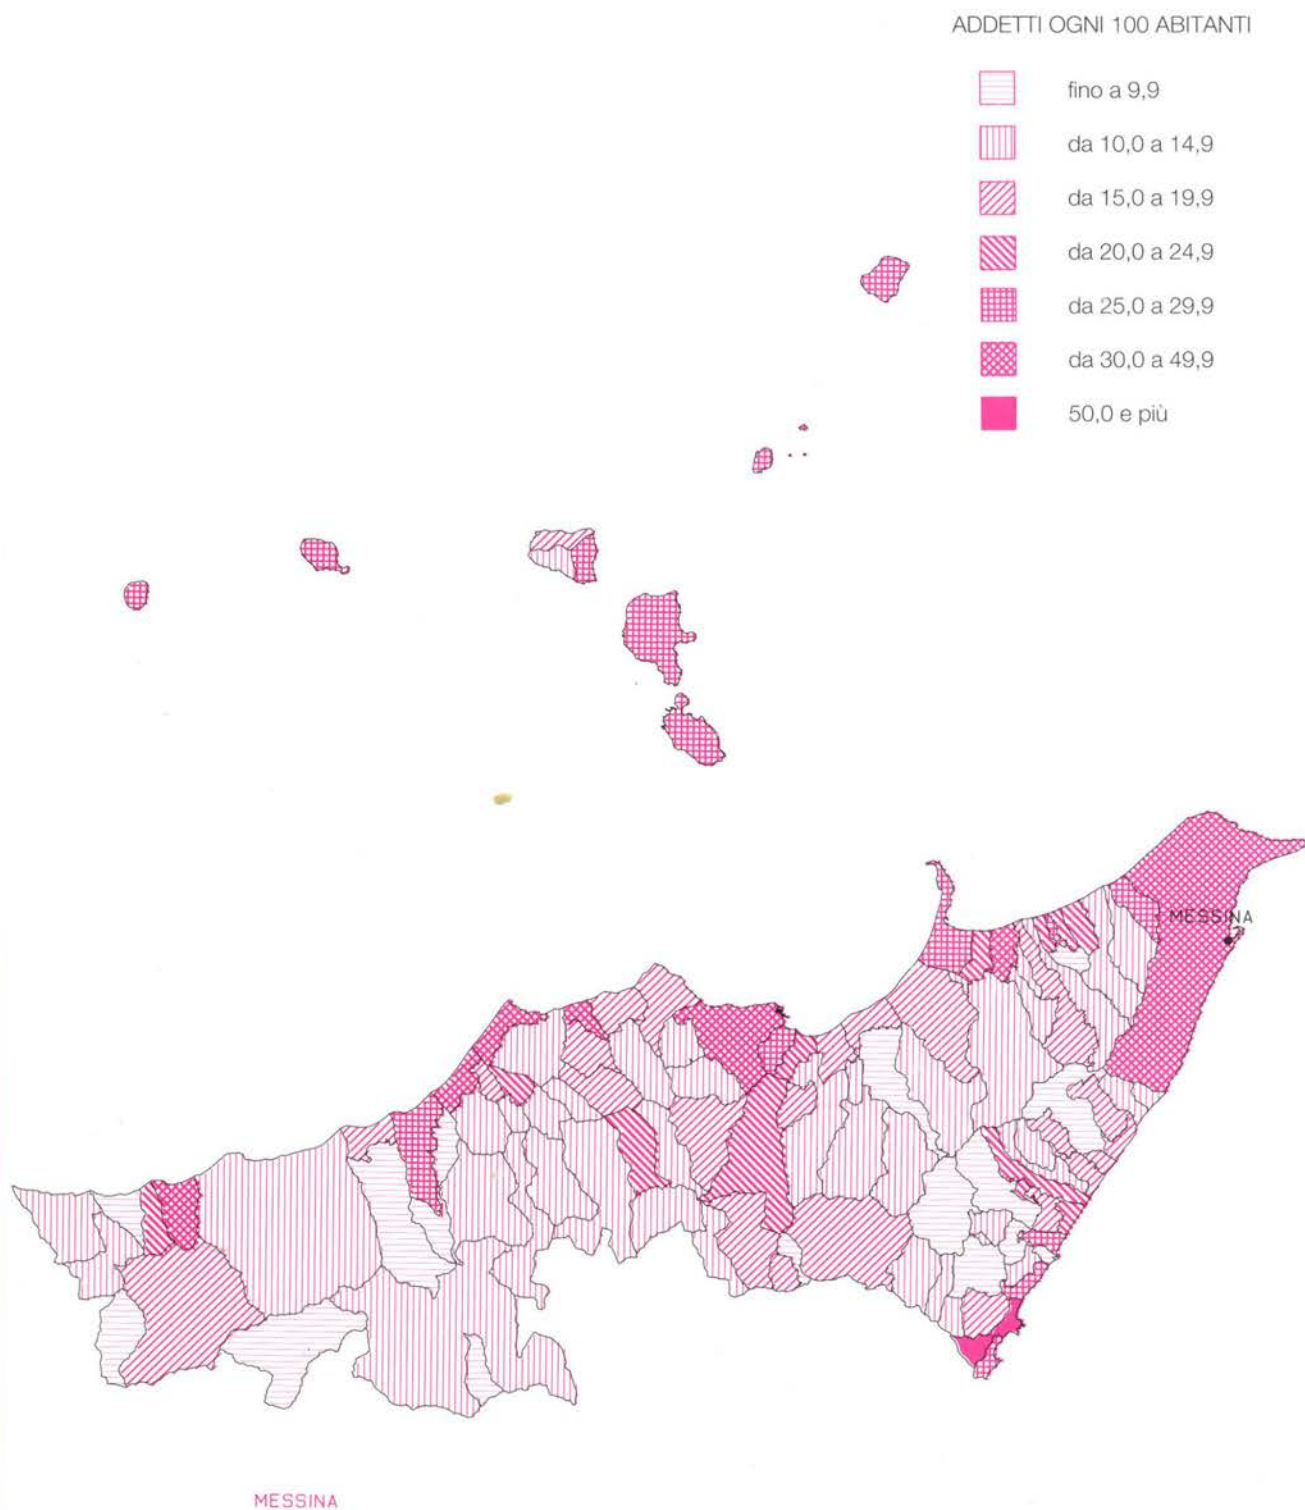 ADDETTI OGNI 100 ABITANTI
fino a 9,9
da 10,0 a 14,9
da 15,0 a 19,9
da 20,0 a 24,9
da 25,0 a 29,9
da 30,0 a 49,9
50,0 e più
MESSINA
MESSINA